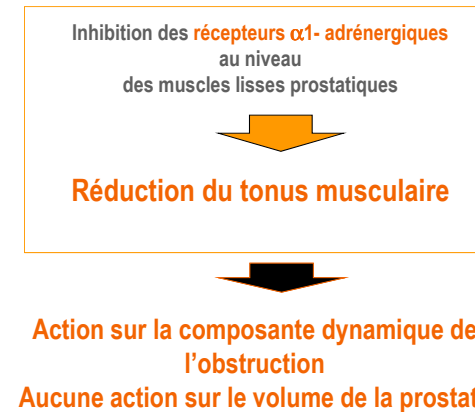 Inhibition des récepteurs α1- adrénergiques
au niveau
des muscles lisses prostatiques
Réduction du tonus musculaire
Action sur la composante dynamique de
l’obstruction
Aucune action sur le volume de la prostat